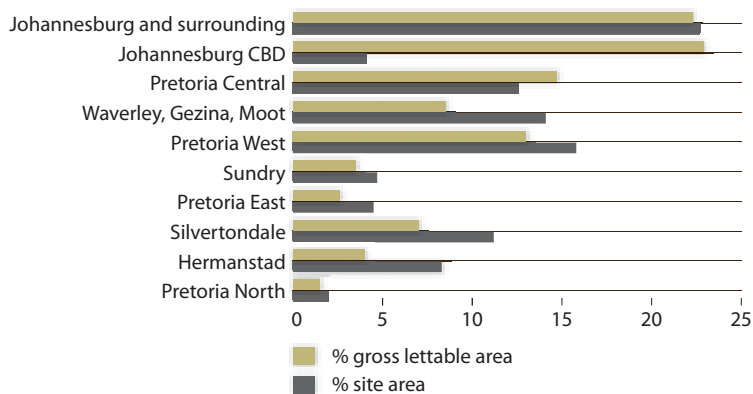 Johannesburg and surrounding
Johannesburg CBD
Pretoria Central
Waverley, Gezina, Moot
Pretoria West
Sundry
Pretoria East
Silvertondale
Hermanstad
Pretoria North
0 5 10 15 20 25
% gross lettable area
% site area